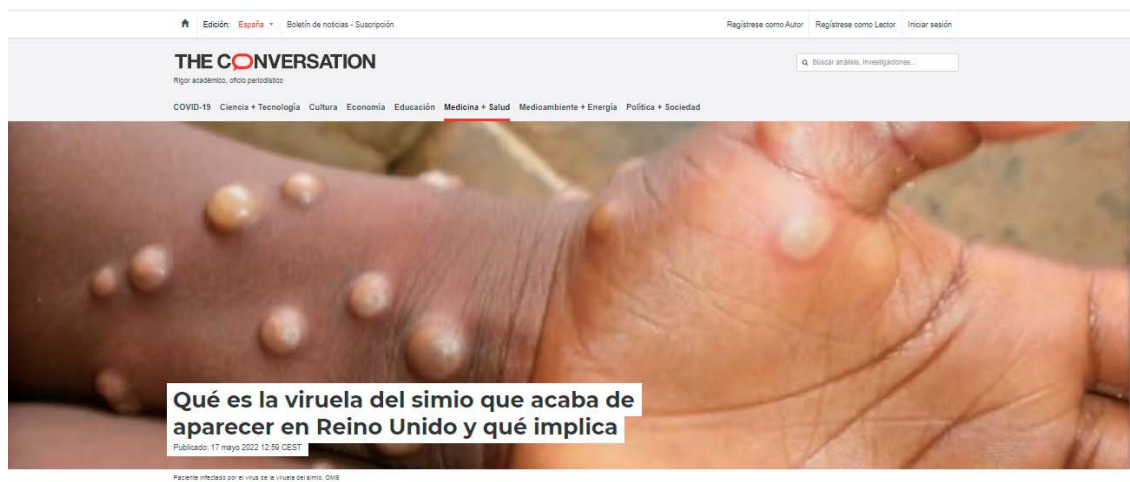 Edición: España Boletín de noticias - Suscripción Regístrese como Autor Regístrese como Lector Iniciar sesión
THE CONVERSATION
Rigor académico, oficio periodístico
Buscar análisis, investigaciones...
COVID-19 Ciencia + Tecnología Cultura Economía Educación Medicina + Salud Medioambiente + Energía Política + Sociedad
Qué es la viruela del simio que acaba de
aparecer en Reino Unido y qué implica
Publicado: 17 mayo 2022 12:59 CEST
Paciente infectado por el virus de la viruela del simio. OMS